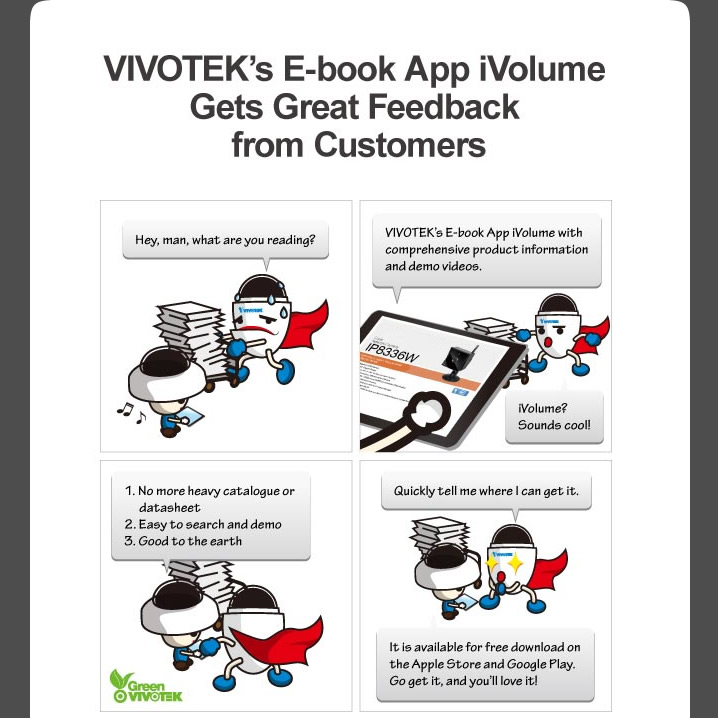 VIVOTEK's E-book App iVolume
Gets Great Feedback
from Customers
Hey, man, what are you reading?
VIVOTEK
VIVOTEK's E-book App iVolume with
comprehensive product information
and demo videos.
IP8336W
VIVOTEK
iVolume?
Sounds cool!
1. No more heavy catalogue or
datasheet
2. Easy to search and demo
3. Good to the earth
Green
VIVOTEK
Quickly tell me where I can get it.
VIVOTEK
It is available for free download on
the Apple Store and Google Play.
Go get it, and you'll love it!